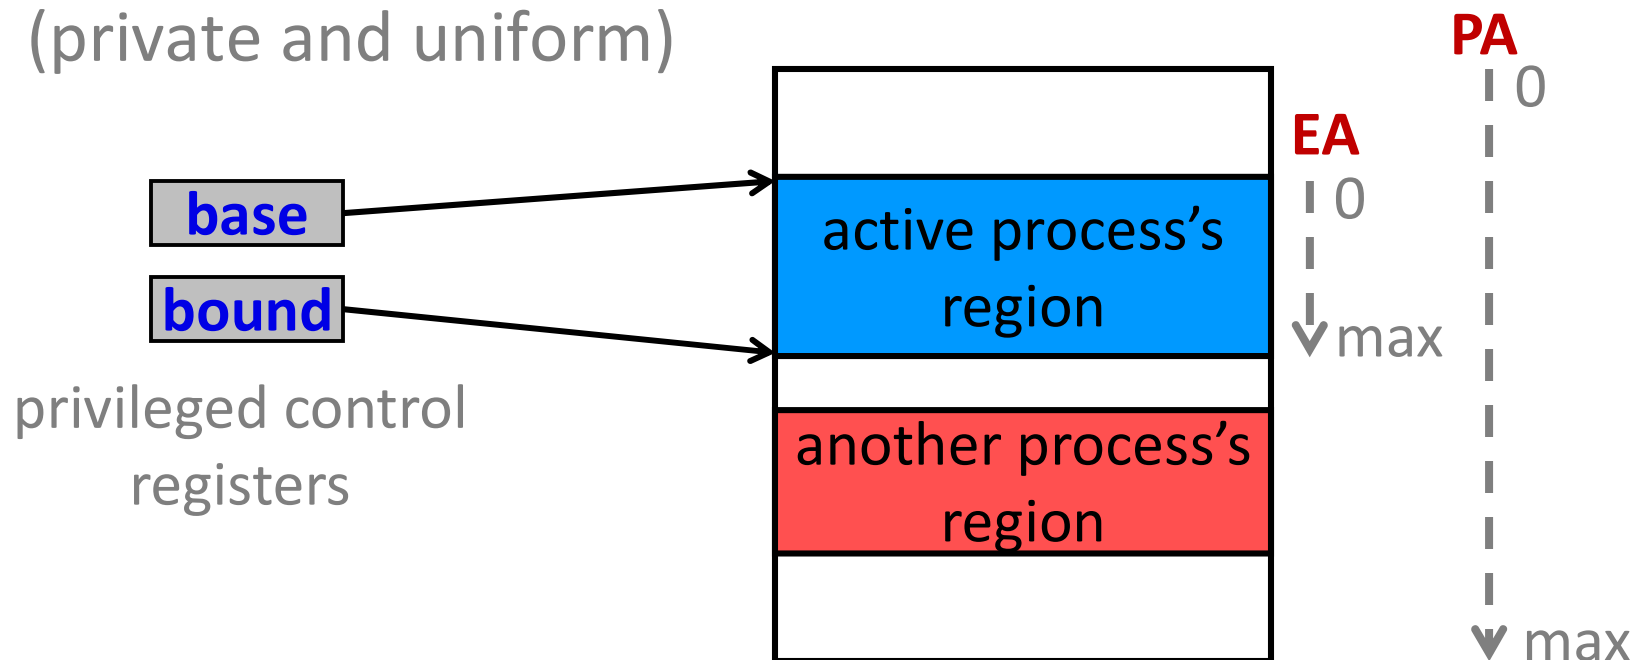 (private and uniform)
PA
0
EA
0
base
active process’s
region
bound
max
privileged control
registers
another process’s
region
max